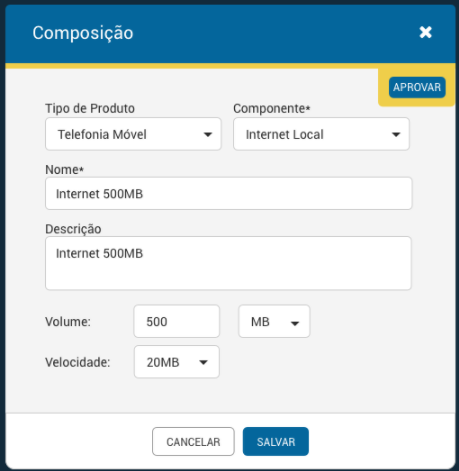 Composição
APROVAR
Tipo de Produto
Componente*
Telefonia Móvel
Internet Local
Nome*
Internet 500MB
Descrição
Internet 500MB
Volume:
500
MB
Velocidade:
20MB
CANCELAR
SALVAR